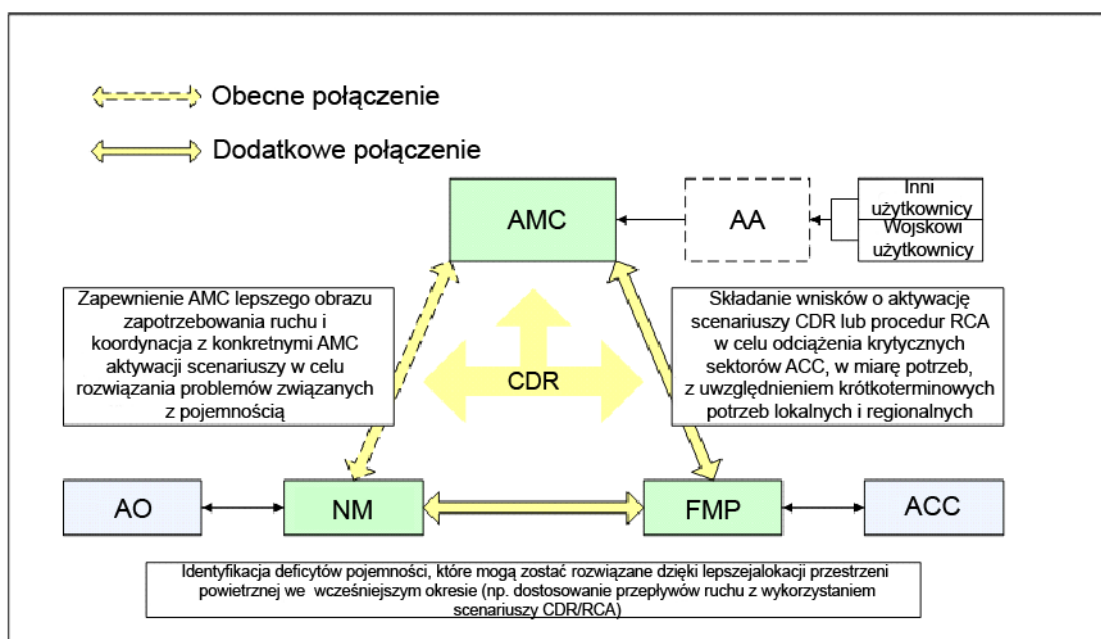 Obecne połączenie
Dodatkowe połączenie
AMC
AA
Inni
użytkownicy
Wojskowi
użytkownicy
Zapewnienie AMC lepszego obrazu
zapotrzebowania ruchu i
koordynacja z konkretnymi AMC
aktywacji scenariuszy w celu
rozwiązania problemów związanych
z pojemnością
CDR
Składanie wnisków o aktywację
scenariuszy CDR lub procedur RCA
w celu odciążenia krytycznych
sektorów ACC, w miarę potrzeb,
z uwzględnieniem krótkoterminowych
potrzeb lokalnych i regionalnych
AO
NM
FMP
ACC
Identyfikacja deficytów pojemności, które mogą zostać rozwiązane dzięki lepszejalokacji przestrzeni
powietrznej we wcześniejszym okresie (np. dostosowanie przepływów ruchu z wykorzystaniem
scenariuszy CDR/RCA)